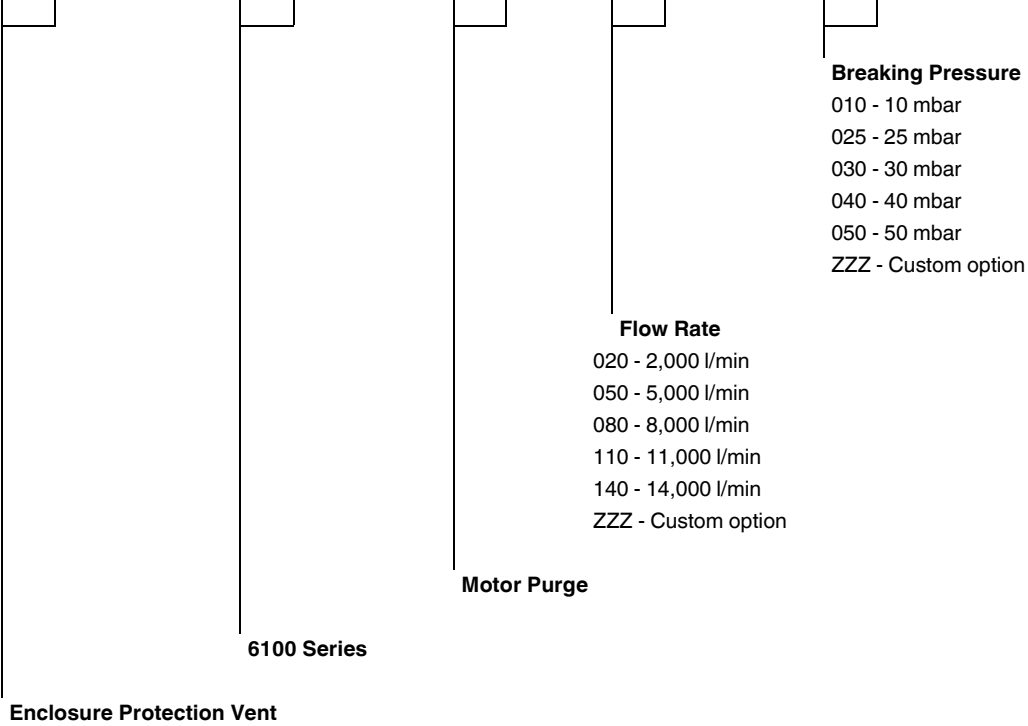 Breaking Pressure
010 - 10 mbar
025 - 25 mbar
030 - 30 mbar
040 - 40 mbar
050 - 50 mbar
ZZZ - Custom option
Flow Rate
020 - 2,000 l/min
050 - 5,000 l/min
080 - 8,000 l/min
110 - 11,000 l/min
140 - 14,000 l/min
ZZZ - Custom option
Motor Purge
6100 Series
Enclosure Protection Vent